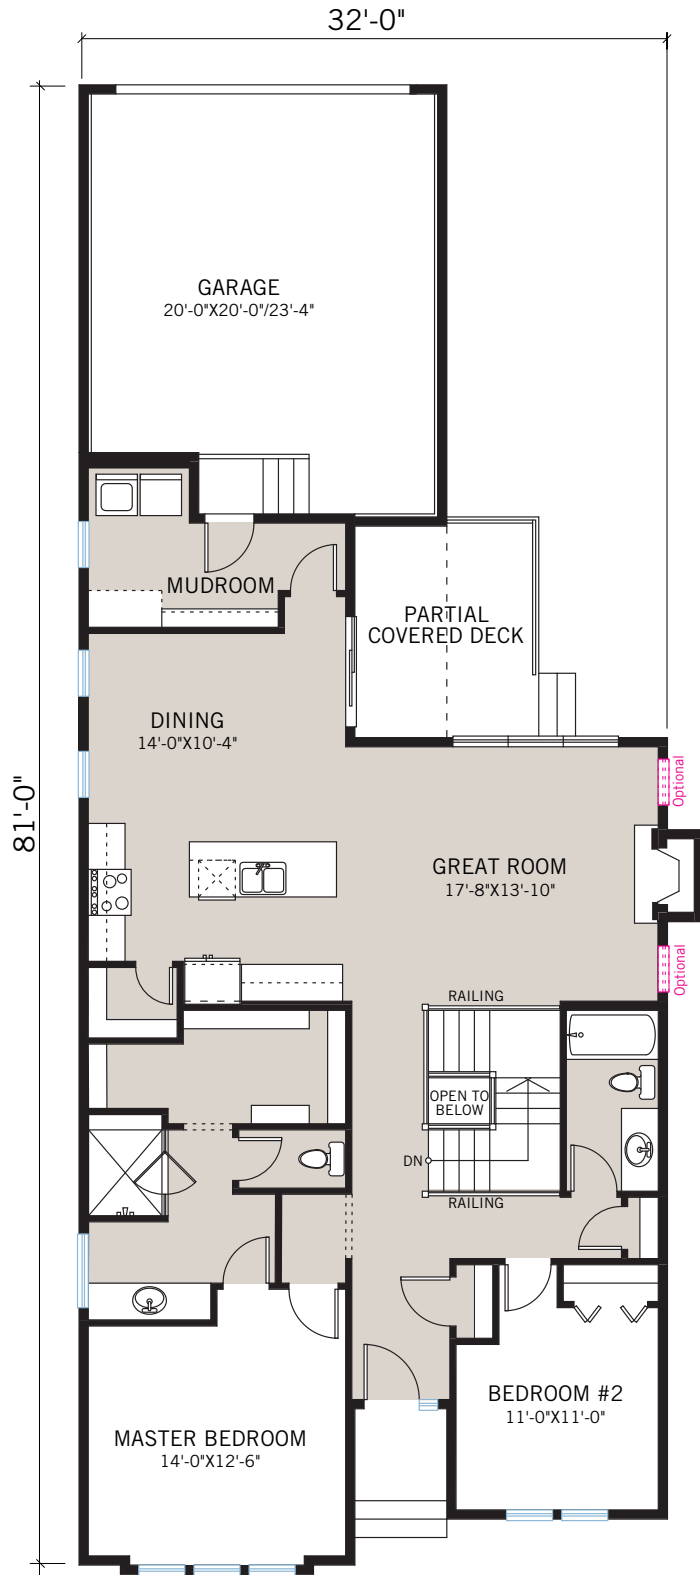 32'-0"
GARAGE
20'-0"X20'-0"/23'-4"
MUDROOM
PARTIAL
COVERED DECK
DINING
14'-0"X10'-4"
Optional
81'-0"
GREAT ROOM
17'-8"X13'-10"
Optional
RAILING
OPEN TO
BELOW
DN
RAILING
BEDROOM #2
11'-0"X11'-0"
MASTER BEDROOM
14'-0"X12'-6"